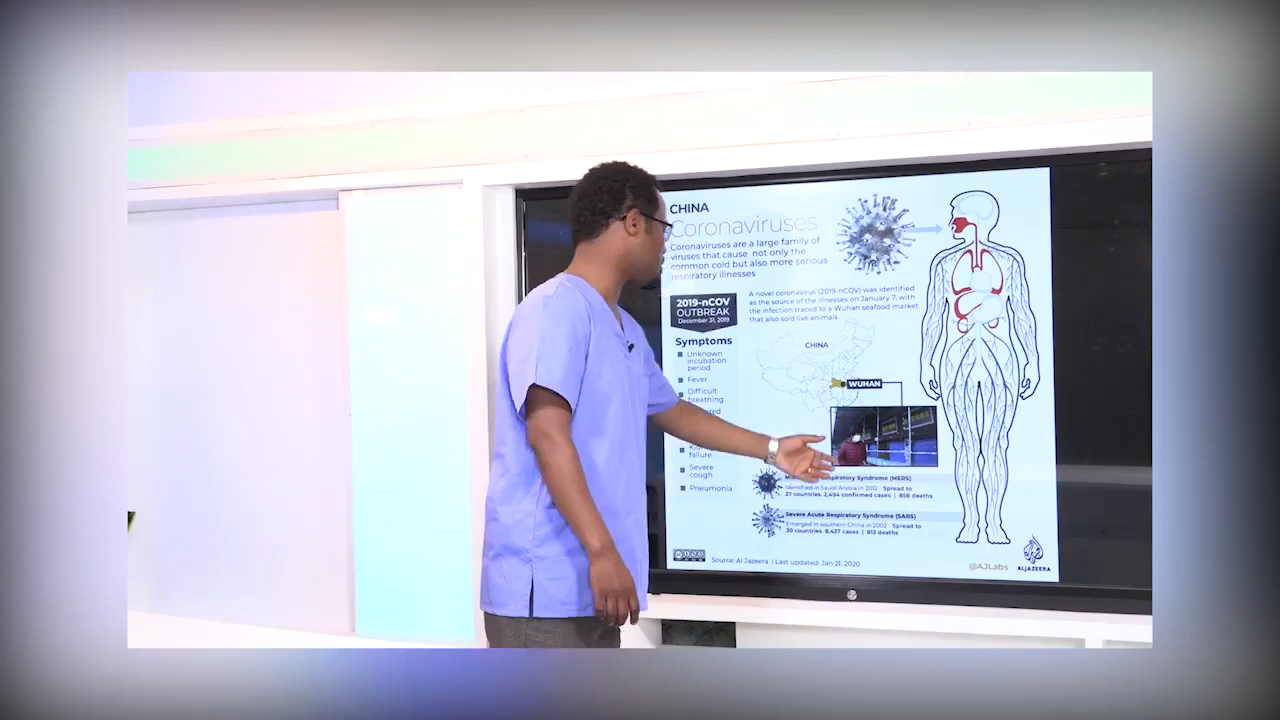 CHINA
Coronaviruses
Coronaviruses are a large family of
viruses that cause not only the
common cold but also more serious
respiratory illnesses
2019-nCOV
OUTBREAK
December 31, 2019
A novel coronavirus (2019-nCOV) was identified
as the source of the illnesses on January 7, with
the infection traced to a Wuhan seafood market
that also sold live animals
Symptoms
Unknown
incubation
period
Fever
Difficult
breathing
failure
Severe
cough
Pneumonia
CHINA
WUHAN
Respiratory Syndrome (MERS)
Identified in Saudi Arabia in 2012 Spread to
27 countries. 2,494 confirmed cases | 858 deaths
Severe Acute Respiratory Syndrome (SARS)
Emerged in southern China in 2002 Spread to
30 countries. 8,437 cases | 813 deaths
Source: Al Jazeera | Last updated: Jan 21, 2020
@AJLabs
ALJAZEERA